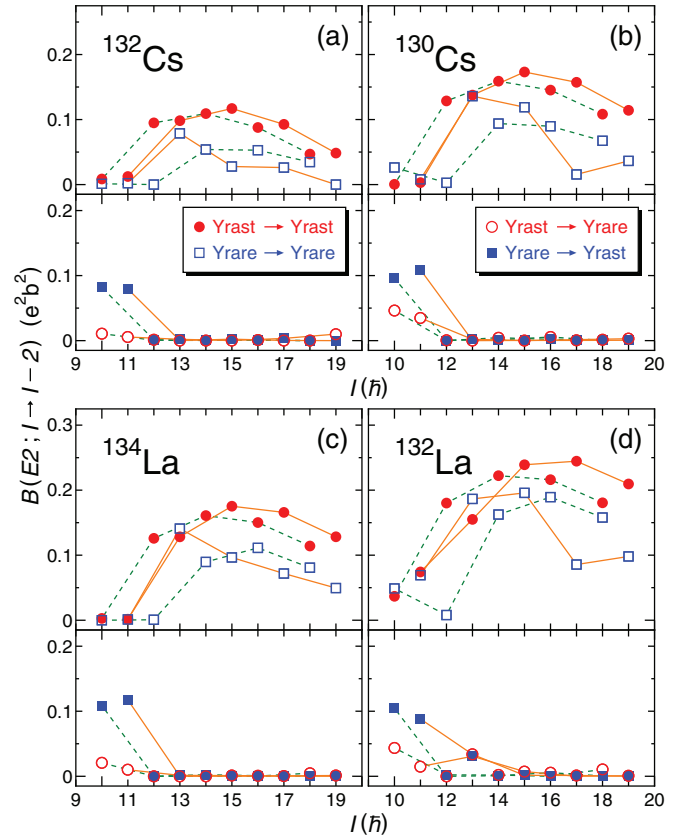 (a) (b)
¹³²Cs ¹³⁰Cs
0.2
0.1
0
0.2
Yrast → Yrast Yrast → Yrare
Yrare → Yrare Yrare → Yrast
0.1
0
9 11 13 15 17 19 10 12 14 16 18 20
I(ħ) I(ħ)
B(E2; I → I − 2) (e²b²)
0.3
(c) (d)
¹³⁴La ¹³²La
0.2
0.1
0
0.2
0.1
0
9 11 13 15 17 19 10 12 14 16 18 20
I(ħ) I(ħ)